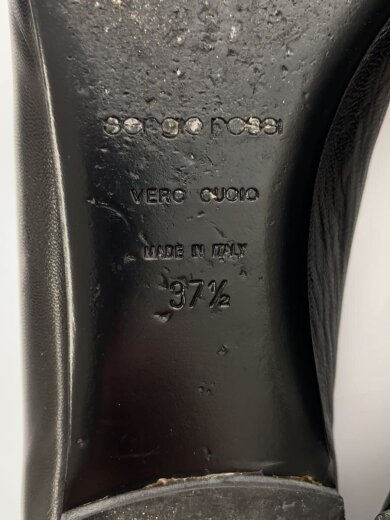 sergio rossi
VERO CUOIO
MADE IN ITALY
37½